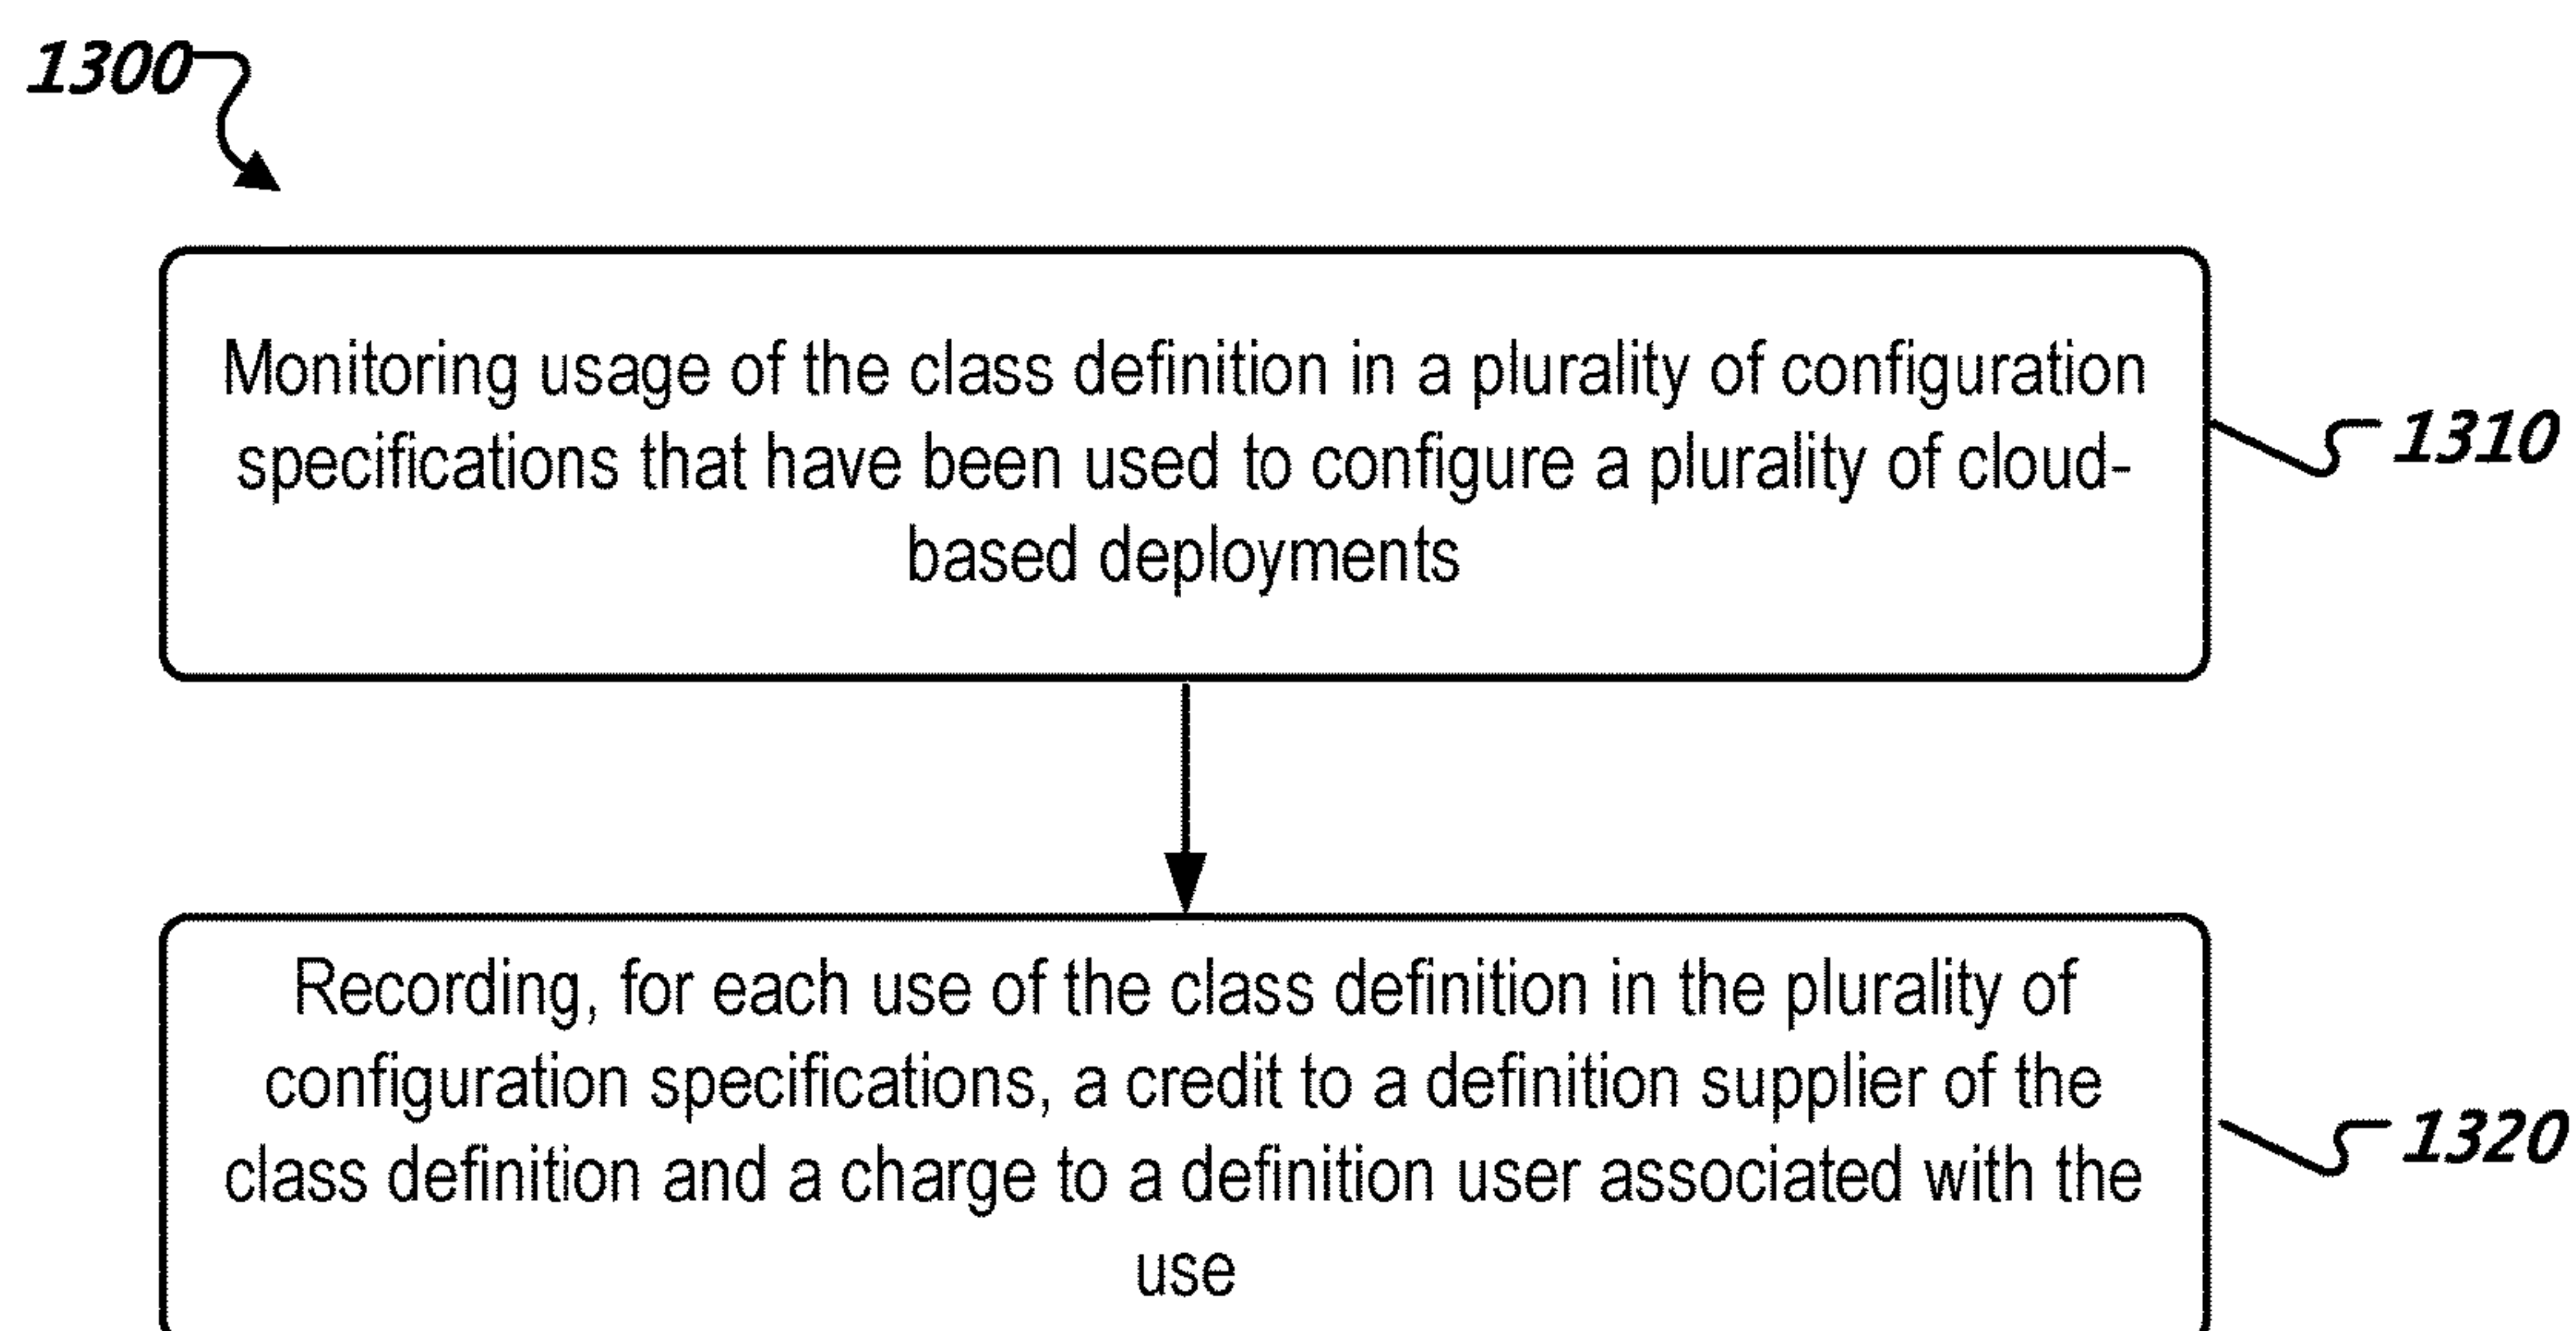 1300
Monitoring usage of the class definition in a plurality of configuration
specifications that have been used to configure a plurality of cloud-
based deployments
1310
Recording, for each use of the class definition in the plurality of
configuration specifications, a credit to a definition supplier of the
class definition and a charge to a definition user associated with the
use
1320